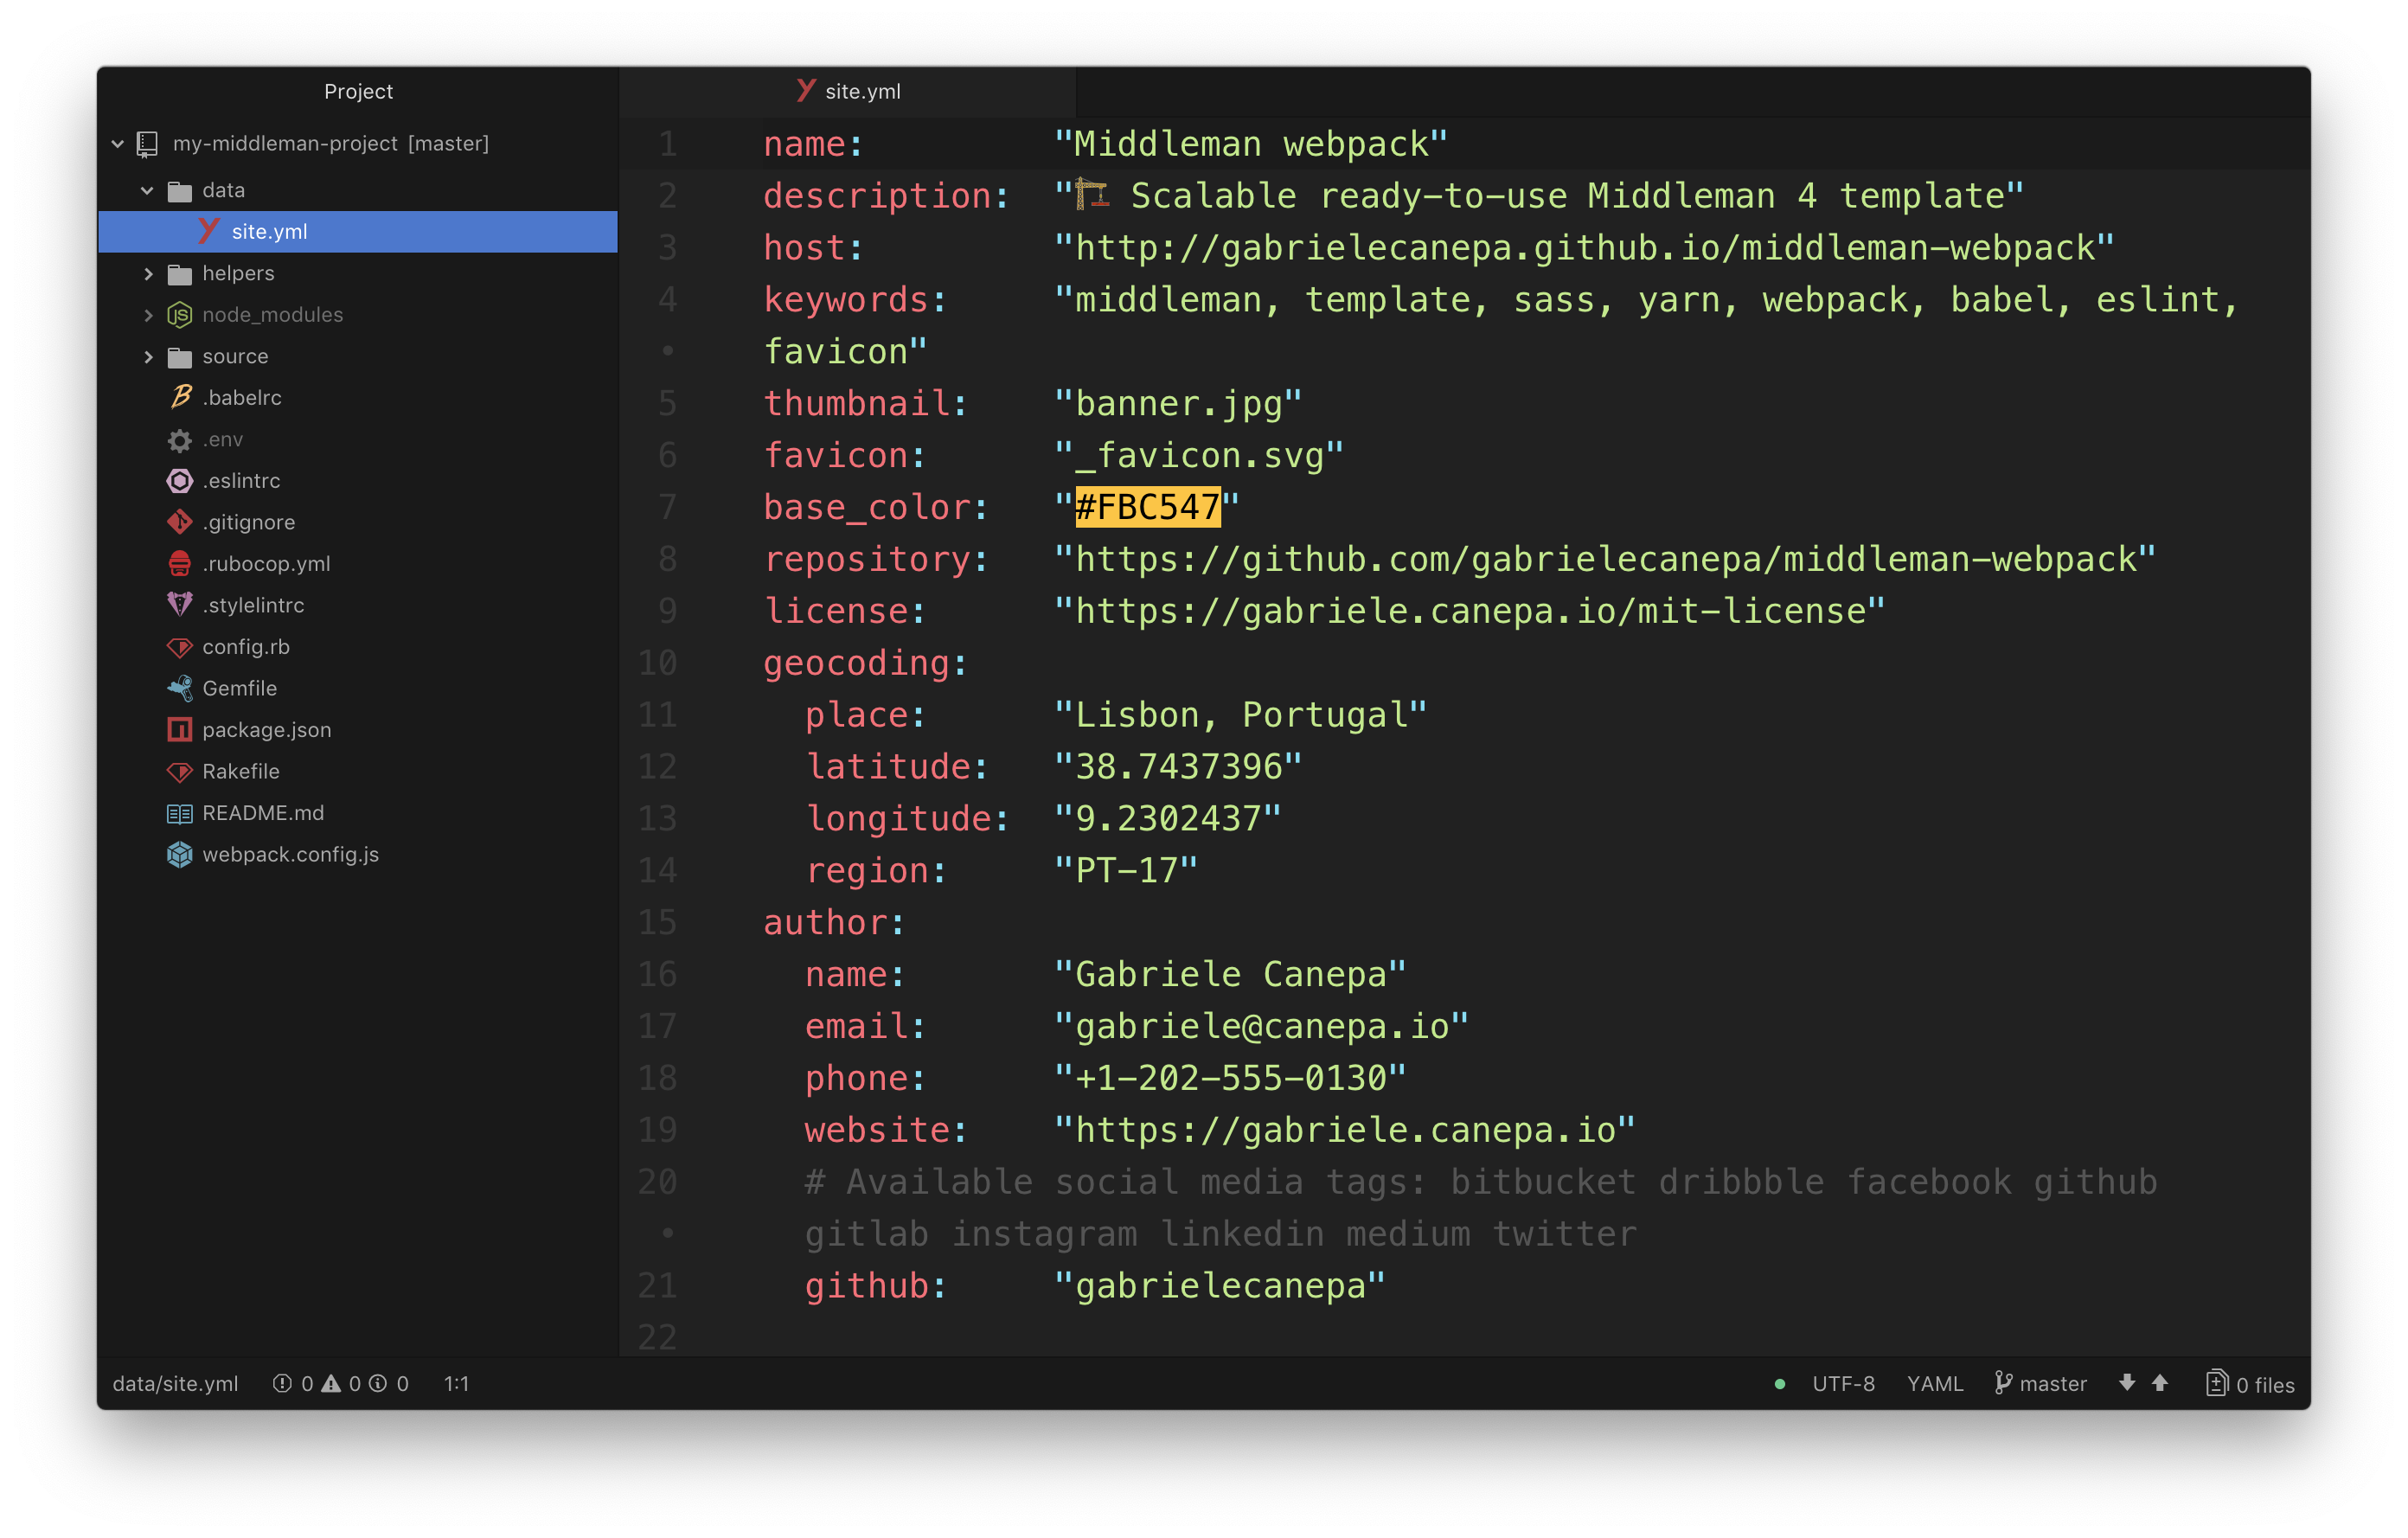 Project
my-middleman-project [master]
data
site.yml
helpers
node_modules
source
.babelrc
.env
.eslintrc
.gitignore
.rubocop.yml
.stylelintrc
config.rb
Gemfile
package.json
Rakefile
README.md
webpack.config.js
site.yml
1 name: "Middleman webpack"
2 description: "🏗 Scalable ready-to-use Middleman 4 template"
3 host: "http://gabrielecanepa.github.io/middleman-webpack"
4 keywords: "middleman, template, sass, yarn, webpack, babel, eslint,
• favicon"
5 thumbnail: "banner.jpg"
6 favicon: "_favicon.svg"
7 base_color: "#FBC547"
8 repository: "https://github.com/gabrielecanepa/middleman-webpack"
9 license: "https://gabriele.canepa.io/mit-license"
10 geocoding:
11 place: "Lisbon, Portugal"
12 latitude: "38.7437396"
13 longitude: "9.2302437"
14 region: "PT-17"
15 author:
16 name: "Gabriele Canepa"
17 email: "gabriele@canepa.io"
18 phone: "+1-202-555-0130"
19 website: "https://gabriele.canepa.io"
20 # Available social media tags: bitbucket dribbble facebook github
• gitlab instagram linkedin medium twitter
21 github: "gabrielecanepa"
22
data/site.yml 0 0 0 1:1 UTF-8 YAML master 0 files